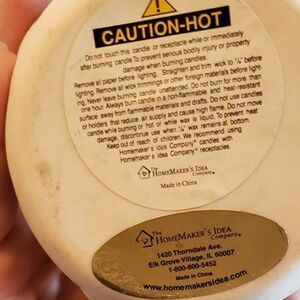 CAUTION-HOT
Do not touch this candle or receptacle while or immediately
after burning candle. To prevent serious bodily injury or property
damage when burning candles:
Remove all paper before lighting. Straighten and trim wick to ¼" before
lighting. Remove all wick trimmings or other foreign materials before light-
ing. Never leave burning candle unattended. Do not burn for more than
one hour. Always burn candle in a non-flammable and heat-resistant
surface, away from flammable materials and drafts. Do not use candles
or holders that reduce air supply and cause high flame. Do not move
candle while burning or hot or while wax is liquid. To prevent heat
damage, discontinue use when ¼" wax remains at bottom.
Keep out of reach of children. We recommend using
Homemaker's Idea Company® candles with
Homemaker's Idea Company® receptacles.
The
HOMEMAKER'S IDEA
Company®
Made in China
The
HOMEMAKER'S IDEA
Company®
1420 Thorndale Ave.
Elk Grove Village, IL 60007
1-800-800-5452
Made in China
www.homemakersidea.com